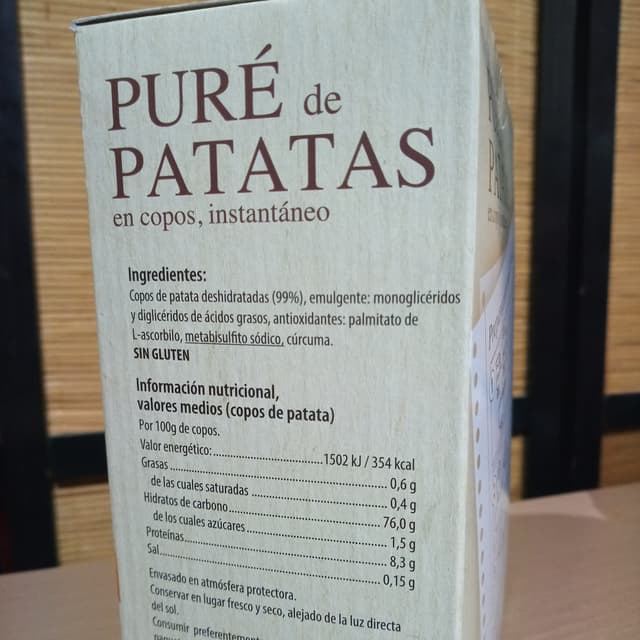 PURÉ de
PATATAS
en copos, instantáneo
Ingredientes:
Copos de patata deshidratadas (99%), emulgente: monoglicéridos
y diglicéridos de ácidos grasos, antioxidantes: palmitato de
L-ascorbilo, metabisulfito sódico, cúrcuma.
SIN GLUTEN
Información nutricional,
valores medios (copos de patata)
Por 100g de copos.
Valor energético:..............................1502 kJ / 354 kcal
Grasas..............................0,6 g
de las cuales saturadas..............................0,4 g
Hidratos de carbono..............................76,0 g
de los cuales azúcares..............................1,5 g
Proteínas..............................8,3 g
Sal..............................0,15 g
Envasado en atmósfera protectora.
Conservar en lugar fresco y seco, alejado de la luz directa
del sol.
Consumir